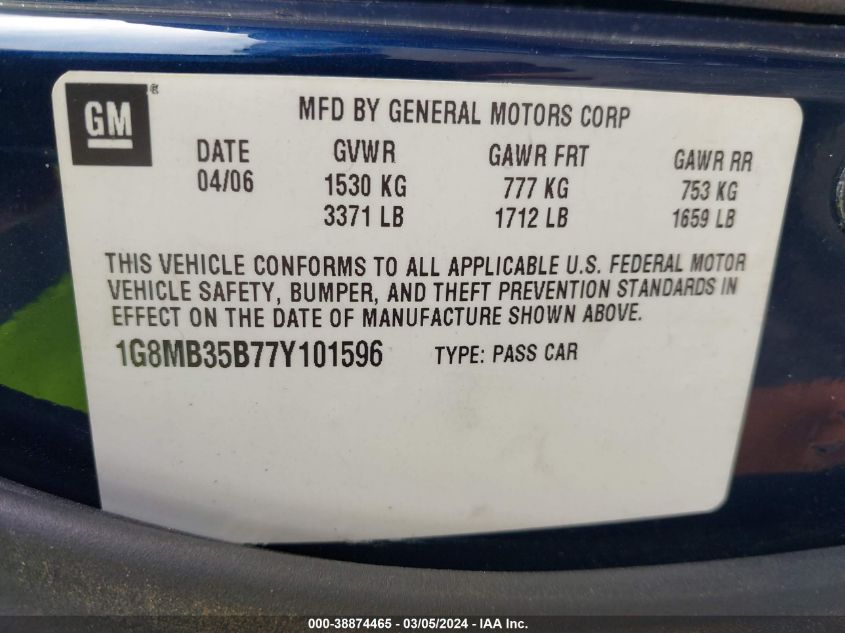 GM®
MFD BY GENERAL MOTORS CORP
DATE GVWR GAWR FRT GAWR RR
04/06 1530 KG 777 KG 753 KG
3371 LB 1712 LB 1659 LB
THIS VEHICLE CONFORMS TO ALL APPLICABLE U.S. FEDERAL MOTOR
VEHICLE SAFETY, BUMPER, AND THEFT PREVENTION STANDARDS IN
EFFECT ON THE DATE OF MANUFACTURE SHOWN ABOVE.
1G8MB35B77Y101596 TYPE: PASS CAR
000-38874465 - 03/05/2024 - IAA Inc.